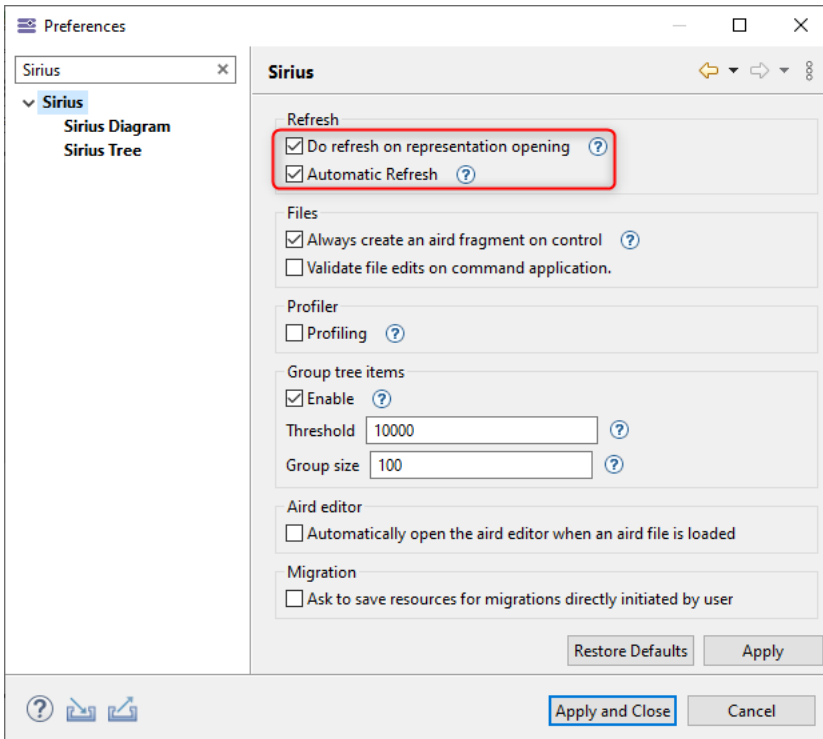 Preferences
Sirius
Sirius
Sirius Diagram
Sirius Tree
Sirius
Refresh
Do refresh on representation opening
Automatic Refresh
Files
Always create an aird fragment on control
Validate file edits on command application.
Profiler
Profiling
Group tree items
Enable
Threshold 10000
Group size 100
Aird editor
Automatically open the aird editor when an aird file is loaded
Migration
Ask to save resources for migrations directly initiated by user
Restore Defaults Apply
Apply and Close Cancel